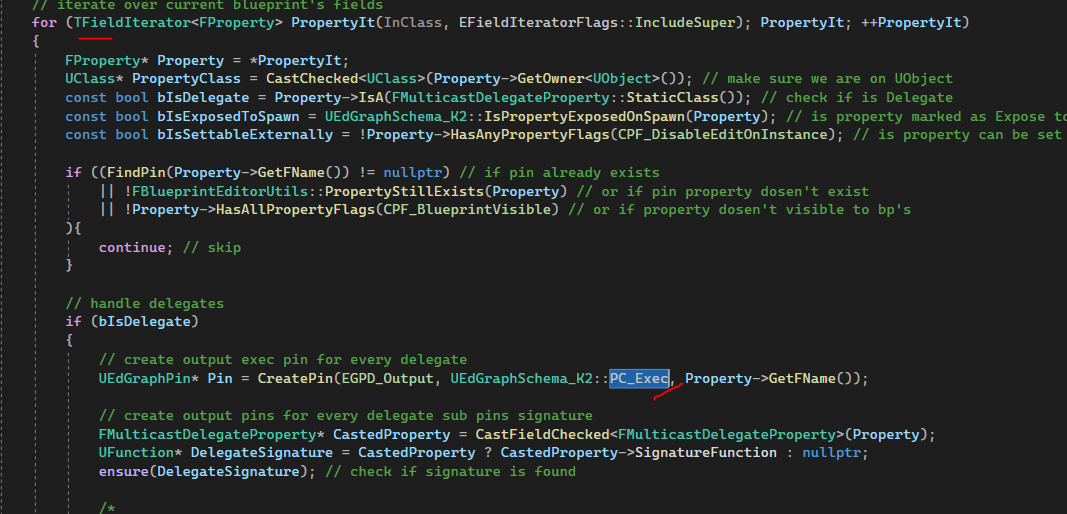 // iterate over current blueprint's fields
for (TFieldIterator<FProperty> PropertyIt(InClass, EFieldIteratorFlags::IncludeSuper); PropertyIt; ++PropertyIt)
{
FProperty* Property = *PropertyIt;
UClass* PropertyClass = CastChecked<UClass>(Property->GetOwner<UObject>()); // make sure we are on UObject
const bool bIsDelegate = Property->IsA(FMulticastDelegateProperty::StaticClass()); // check if is Delegate
const bool bIsExposedToSpawn = UEdGraphSchema_K2::IsPropertyExposedOnSpawn(Property); // is property marked as Expose to
const bool bIsSettableExternally = !Property->HasAnyPropertyFlags(CPF_DisableEditOnInstance); // is property can be set
if ((FindPin(Property->GetFName()) != nullptr) // if pin already exists
|| !FBlueprintEditorUtils::PropertyStillExists(Property) // or if pin property dosen't exist
|| !Property->HasAllPropertyFlags(CPF_BlueprintVisible) // or if property dosen't visible to bp's
){
continue; // skip
}
// handle delegates
if (bIsDelegate)
{
// create output exec pin for every delegate
UEdGraphPin* Pin = CreatePin(EGPD_Output, UEdGraphSchema_K2::PC_Exec, Property->GetFName());
// create output pins for every delegate sub pins signature
FMulticastDelegateProperty* CastedProperty = CastFieldChecked<FMulticastDelegateProperty>(Property);
UFunction* DelegateSignature = CastedProperty ? CastedProperty->SignatureFunction : nullptr;
ensure(DelegateSignature); // check if signature is found
/*